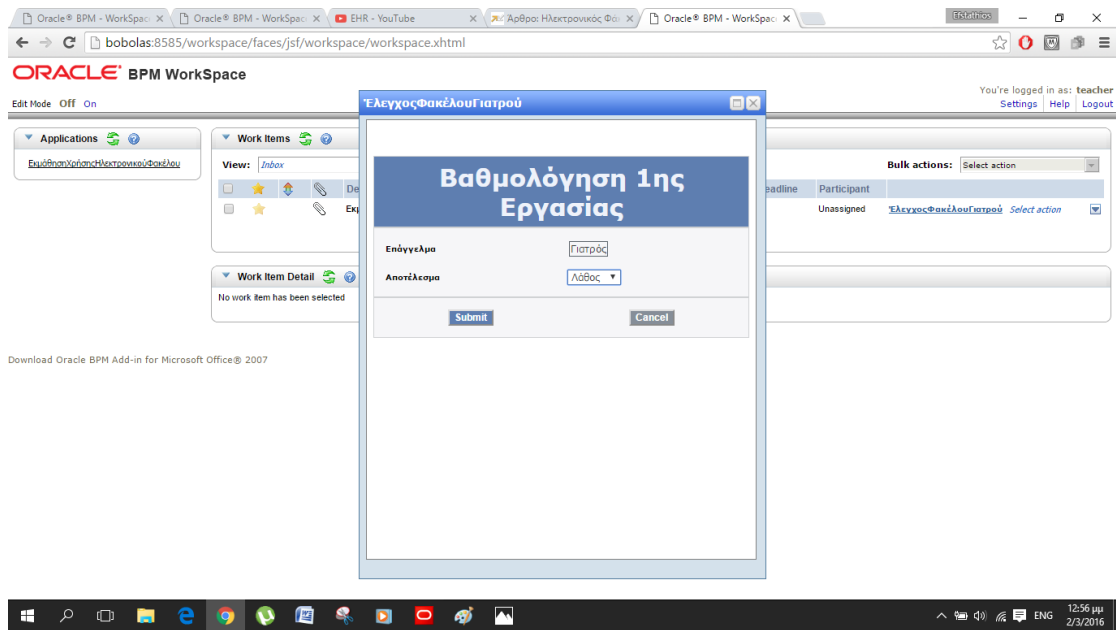 Oracle® BPM - WorkSpac
Oracle® BPM - WorkSpac
EHR - YouTube
Άρθρο: Ηλεκτρονικός Φά
Oracle® BPM - WorkSpac
Efstathios
bobolas:8585/workspace/faces/jsf/workspace/workspace.xhtml
ORACLE® BPM WorkSpace
You're logged in as: teacher
Edit Mode Off On
Settings Help Logout
ΈλεγχοςΦακέλουΓιατρού
Applications
Work Items
ΕκμάθησηΧρήσηςΗλεκτρονικούΦακέλου
View: Inbox
Bulk actions: Select action
De
eadline
Participant
Εκμ
Unassigned
ΈλεγχοςΦακέλουΓιατρού Select action
Βαθμολόγηση 1ης
Εργασίας
Επάγγελμα
Γιατρός
Αποτέλεσμα
Λάθος
Submit
Cancel
Work Item Detail
No work item has been selected
Download Oracle BPM Add-in for Microsoft Office® 2007
ENG
12:56 μμ
2/3/2016